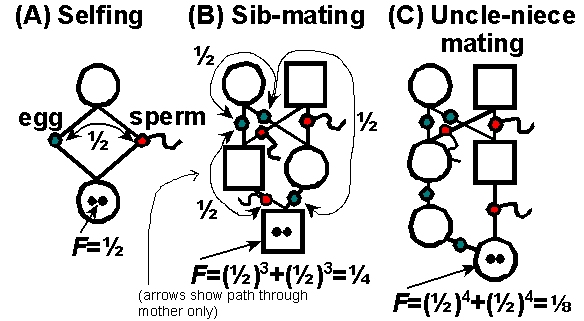 (A) Selfing
(B) Sib-mating
(C) Uncle-niece
mating
egg
sperm
½
F=½
½
½
½
F=(½)³+(½)³=¼
(arrows show path through
mother only)
F=(½)⁴+(½)⁴=⅛